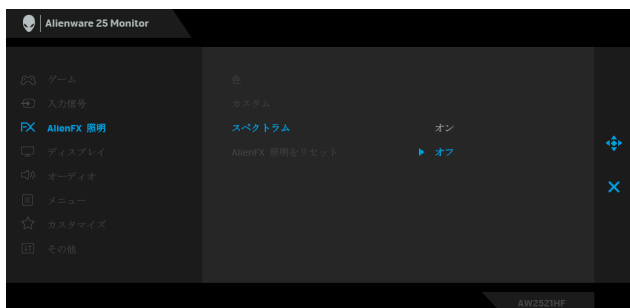 Alienware 25 Monitor
ゲーム
入力信号
AlienFX 照明
ディスプレイ
オーディオ
メニュー
カスタマイズ
その他
色
カスタム
スペクトラム
AlienFX 照明をリセット
オン
オフ
AW2521HF